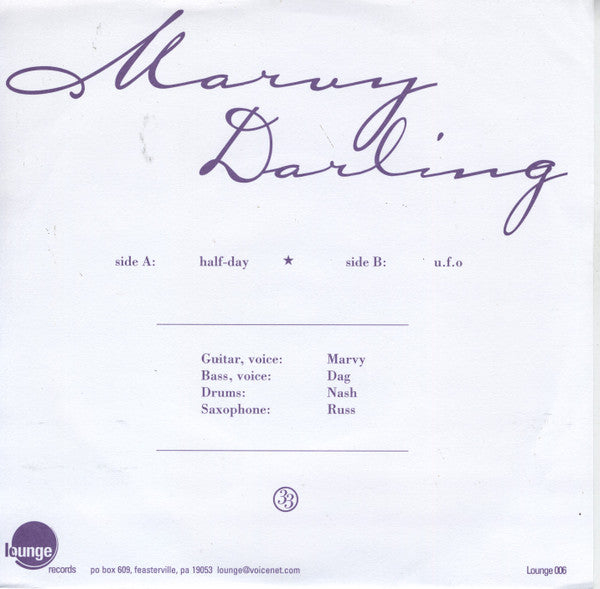 Marvy
Darling
side A: half-day ★ side B: u.f.o
Guitar, voice: Marvy
Bass, voice: Dag
Drums: Nash
Saxophone: Russ
33
lounge
records po box 609, feasterville, pa 19053 lounge@voicenet.com Lounge 006